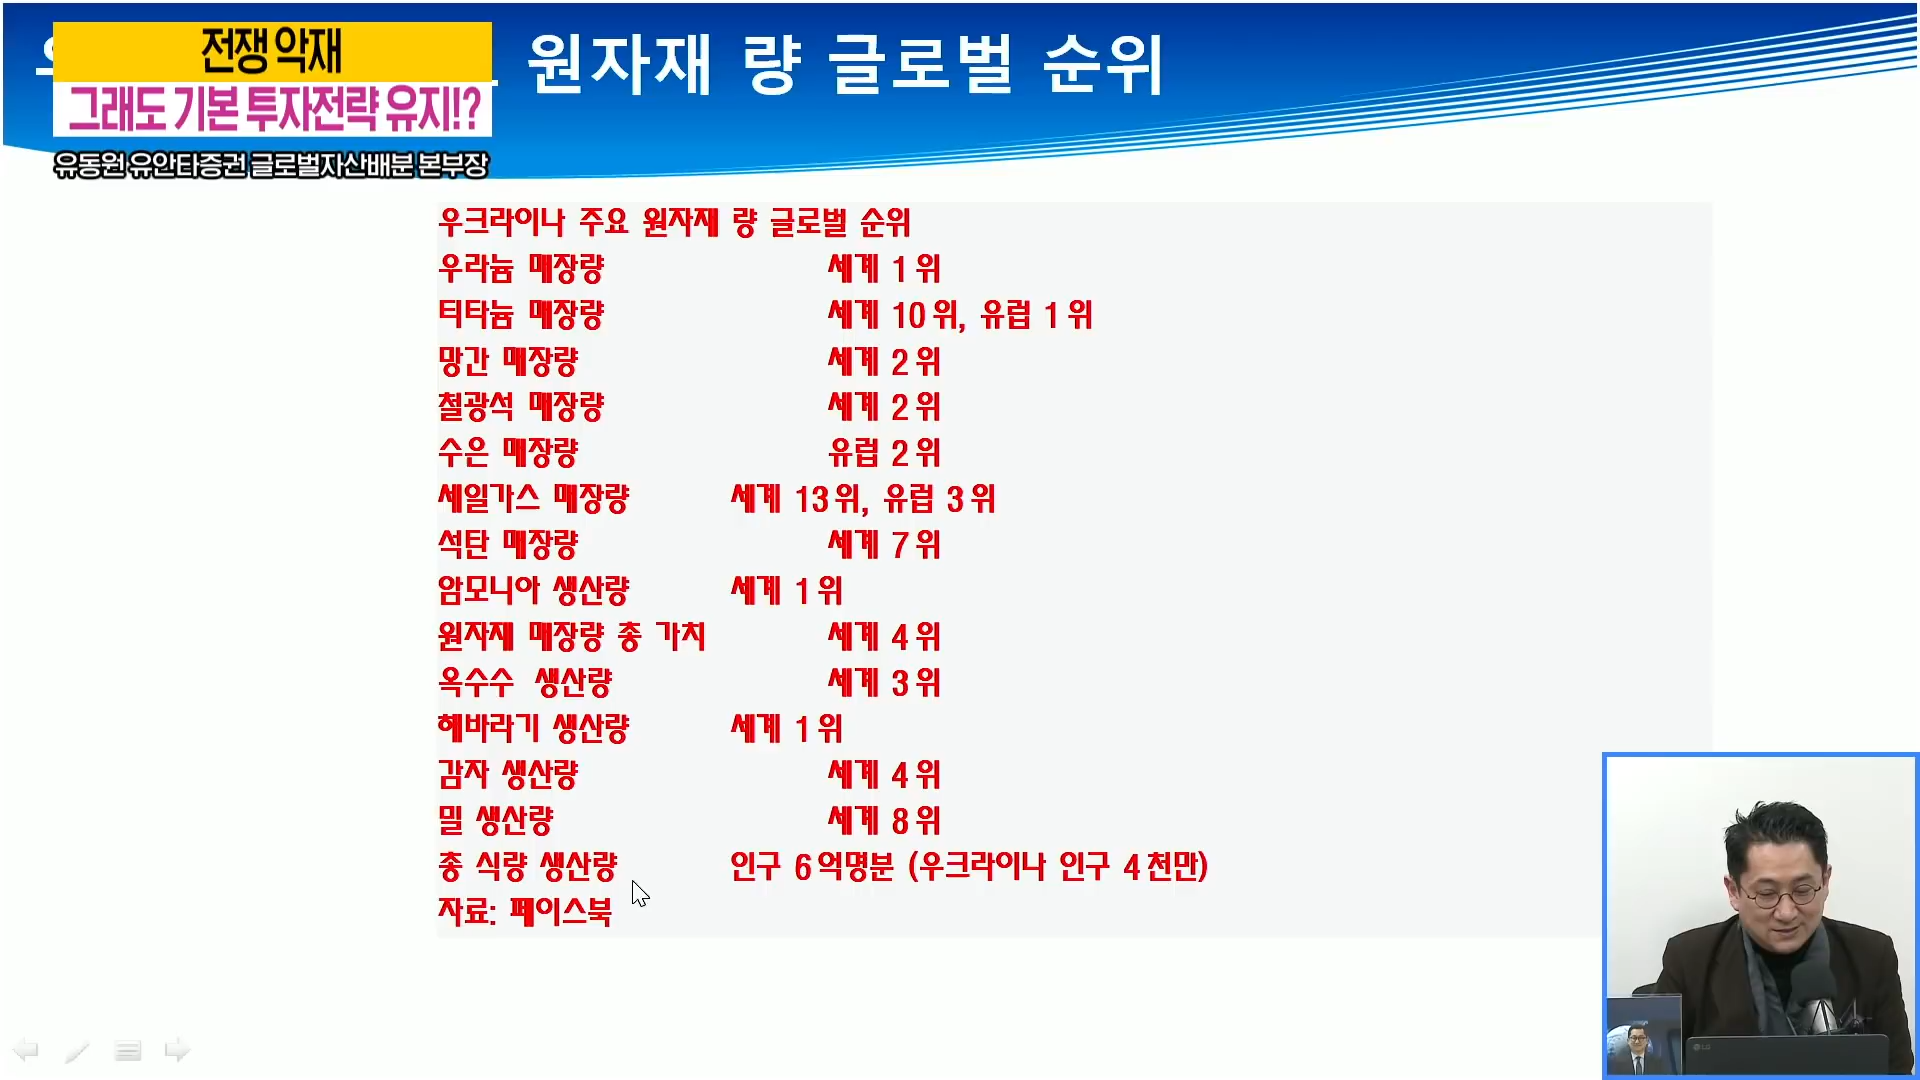 전쟁 악재
그래도 기본 투자전략 유지!?
유동원 유안타증권 글로벌자산배분 본부장
원자재 량 글로벌 순위
우크라이나 주요 원자재 량 글로벌 순위
우라늄 매장량 세계 1위
티타늄 매장량 세계 10위, 유럽 1위
망간 매장량 세계 2위
철광석 매장량 세계 2위
수은 매장량 유럽 2위
세일가스 매장량 세계 13위, 유럽 3위
석탄 매장량 세계 7위
암모니아 생산량 세계 1위
원자재 매장량 총 가치 세계 4위
옥수수 생산량 세계 3위
헤바라기 생산량 세계 1위
감자 생산량 세계 4위
밀 생산량 세계 8위
총 식량 생산량 인구 6억명분 (우크라이나 인구 4천만)
자료: 페이스북
LG